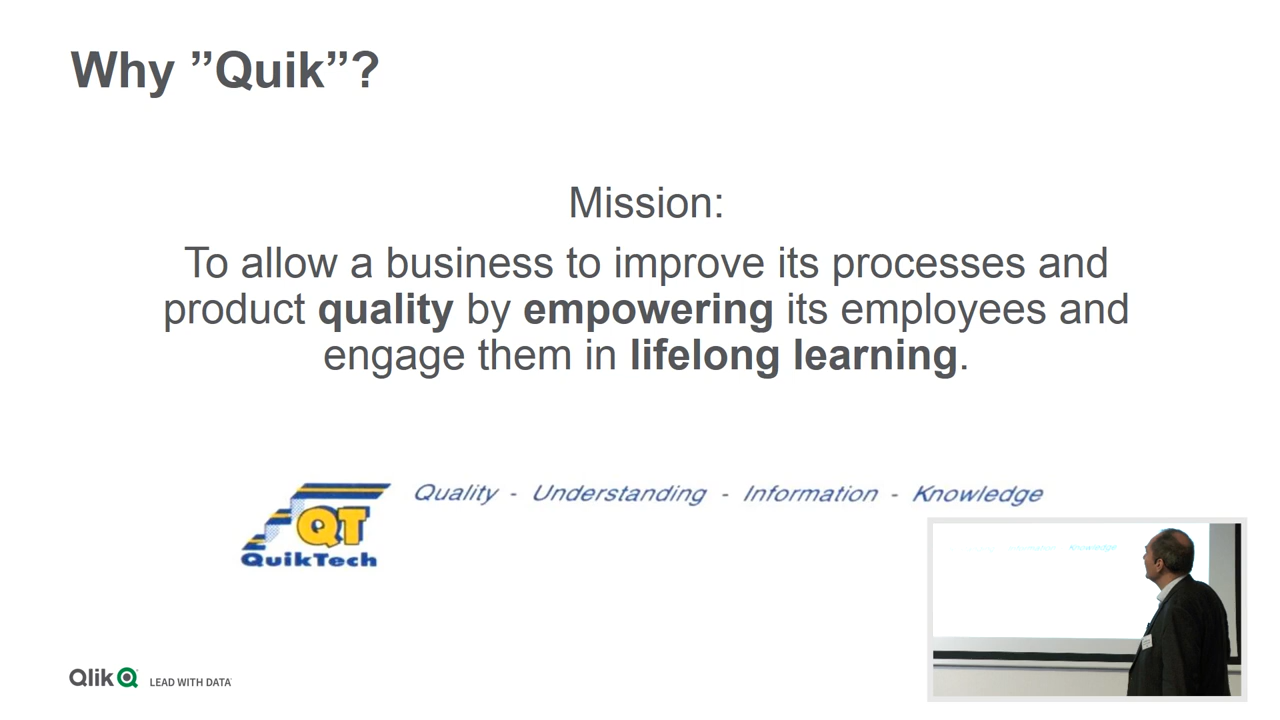 Why ”Quik”?
Mission:
To allow a business to improve its processes and
product quality by empowering its employees and
engage them in lifelong learning.
Quality - Understanding - Information - Knowledge
QT
QuikTech
Knowledge
Qlik LEAD WITH DATA